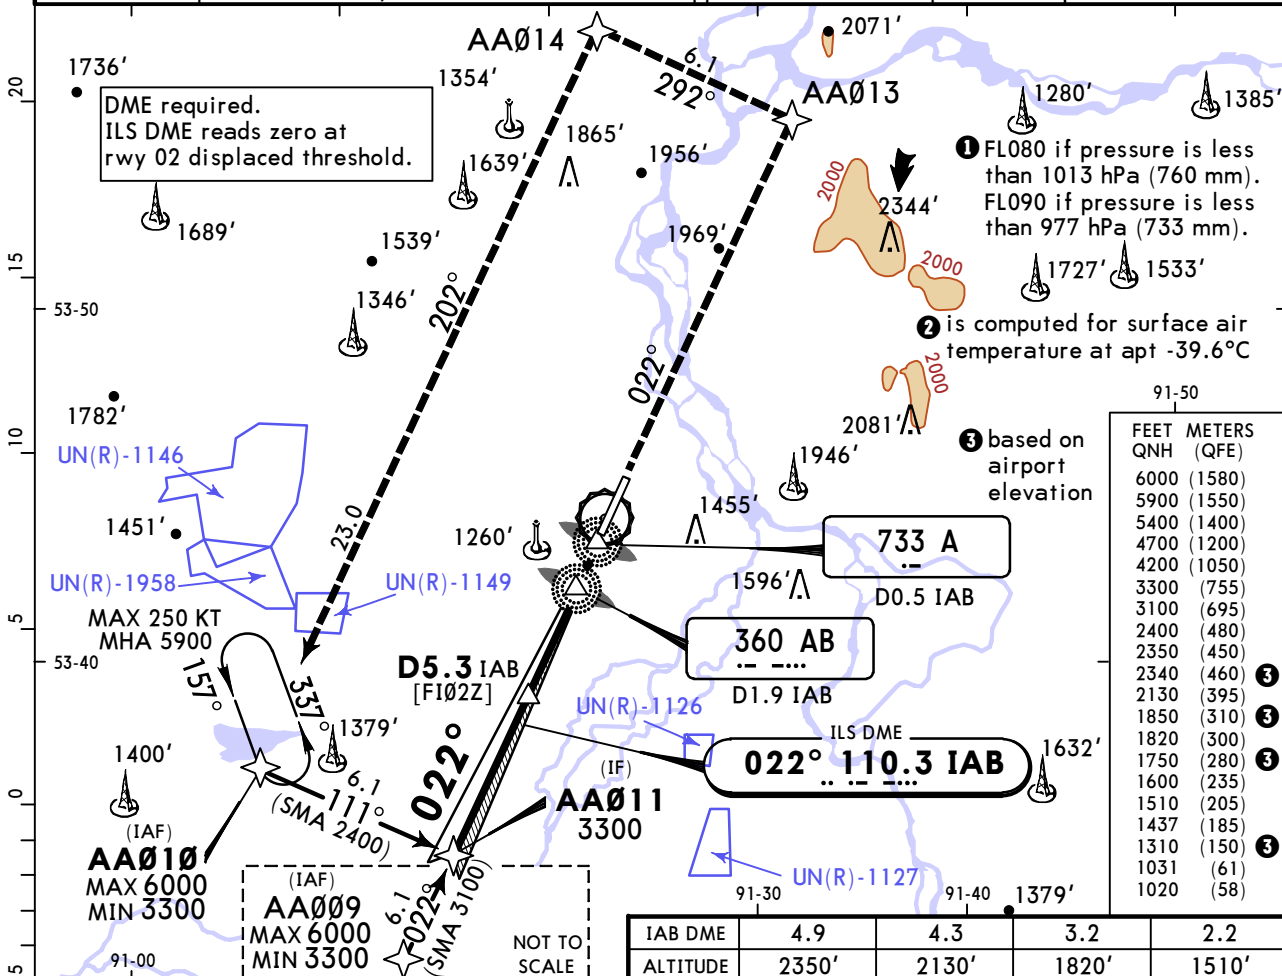 AAØ14
6.1
292°
2071'
AAØ13
20
1736'
1354'
1280'
1385'
DME required.
ILS DME reads zero at
rwy 02 displaced threshold.
1865'
1639'
1956'
1689'
2000
2344'
❶ FL080 if pressure is less
than 1013 hPa (760 mm).
FL090 if pressure is less
than 977 hPa (733 mm).
1539'
1969'
2000
1727'
1533'
15
53-50
1346'
202°
❷ is computed for surface air
temperature at apt -39.6°C
022°
2000
1782'
2081'
91-50
10
UN(R)-1146
❸ based on
airport
elevation
1946'
1451'
23.0
1260'
1455'
733 A
D0.5 IAB
UN(R)-1958
UN(R)-1149
1596'
MAX 250 KT
MHA 5900
5
53-40
360 AB
D1.9 IAB
157°
337°
D5.3 IAB
[FI02Z]
UN(R)-1126
1379'
ILS DME
022° 110.3 IAB
1632'
1400'
0
6.1
111°
(SMA 2400)
022°
(IF)
AAØ11
3300
(IAF)
AAØ1Ø
MAX 6000
MIN 3300
(IAF)
AAØØ9
MAX 6000
MIN 3300
6.1
022°
(SMA 3100)
NOT TO
SCALE
UN(R)-1127
91-30
91-40
1379'
91-00
5
FEET METERS
QNH (QFE)
6000 (1580)
5900 (1550)
5400 (1400)
4700 (1200)
4200 (1050)
3300 (755)
3100 (695)
2400 (480)
2350 (450)
2340 (460) ❸
2130 (395)
1850 (310) ❸
1820 (300)
1750 (280) ❸
1600 (235)
1510 (205)
1437 (185)
1310 (150) ❸
1031 (61)
1020 (58)
IAB DME 4.9 4.3 3.2 2.2
ALTITUDE 2350' 2130' 1820' 1510'